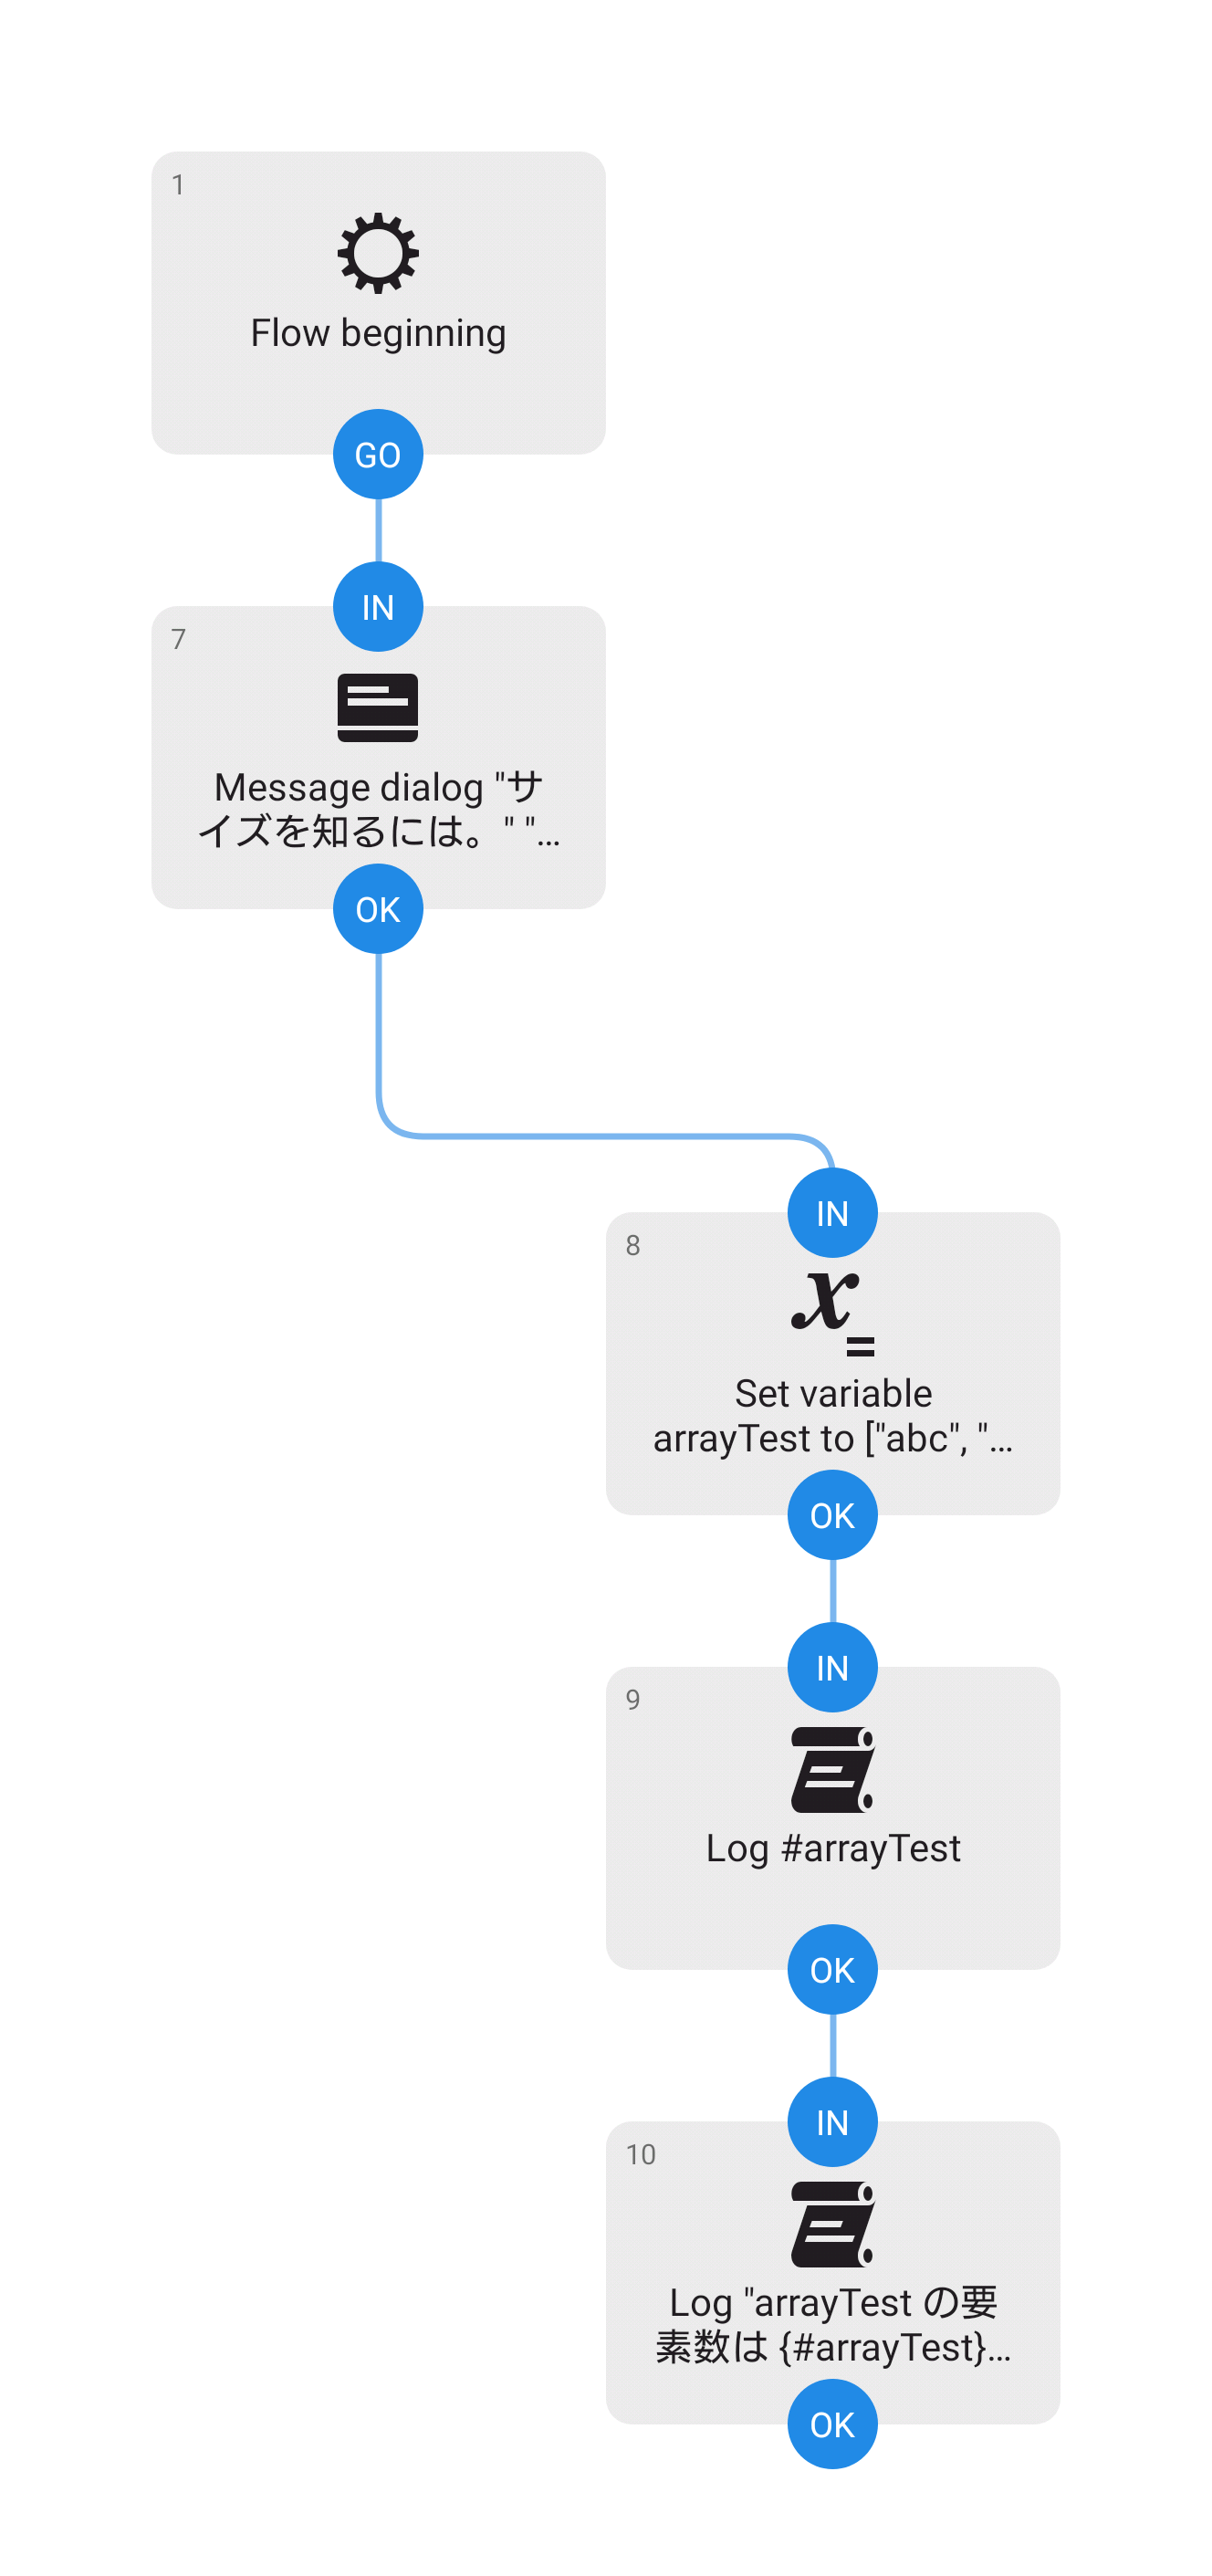 1
Flow beginning
GO
IN
7
Message dialog "サ
イズを知るには。" "...
OK
IN
8
x=
Set variable
arrayTest to ["abc", "...
OK
IN
9
Log #arrayTest
OK
IN
10
Log "arrayTest の要
素数は {#arrayTest}...
OK